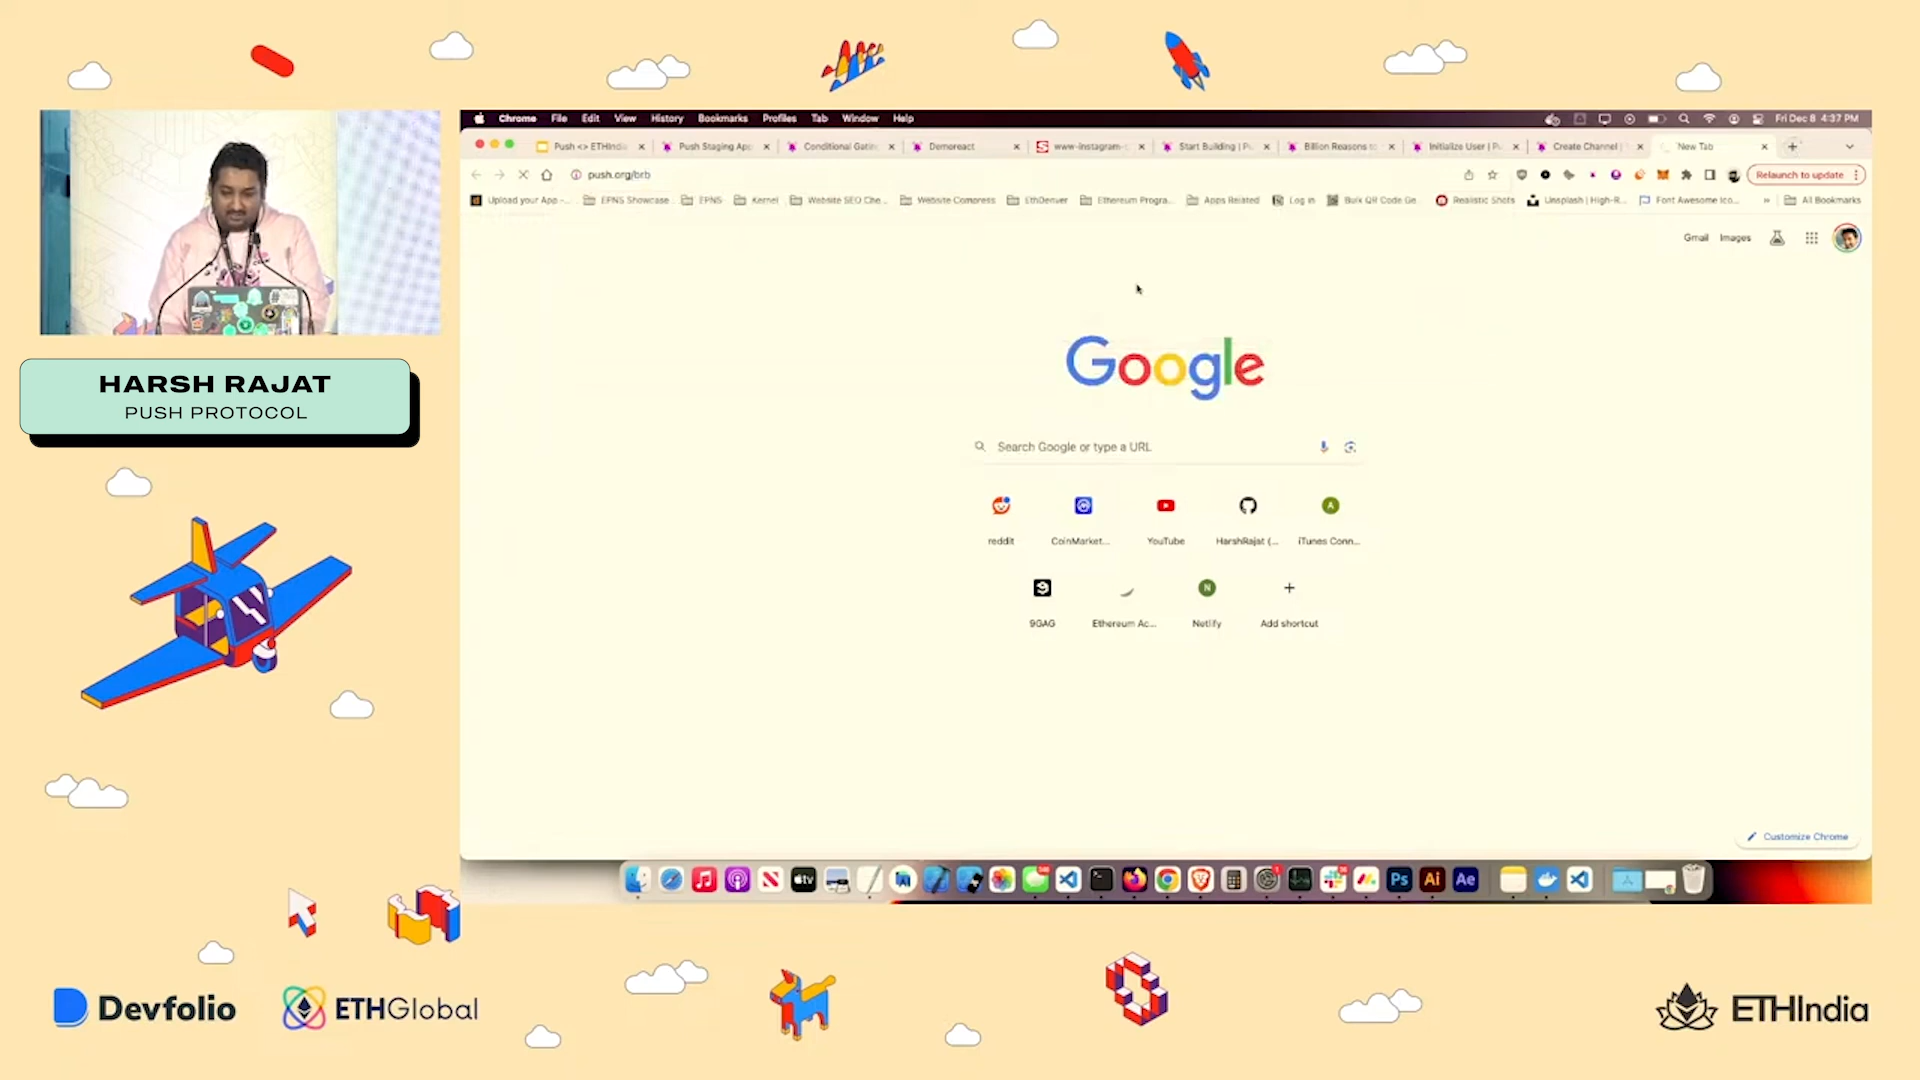 Chrome File Edit View History Bookmarks Profiles Tab Window Help
Fri Dec 8 4:37 PM
Push <> ETHIndia
Push Staging App
Conditional Gatin
Demoreact
www-instagram-
Start Building | Pu
Billion Reasons to
Initialize User | Pu
Create Channel |
New Tab
push.org/brb
Relaunch to update
Upload your App -...
EPNS Showcase
EPNS
Kernel
Website SEO Che...
Website Compress
EthDenver
Ethereum Progra...
Apps Related
Log in
Bulk QR Code Ge
Realistic Shots
Unsplash | High-R...
Font Awesome Ico...
»
All Bookmarks
Gmail Images
Google
Search Google or type a URL
reddit
CoinMarket...
YouTube
HarshRajat (...
iTunes Conn...
9GAG
Ethereum Ac...
Netlify
Add shortcut
Customize Chrome
HARSH RAJAT
PUSH PROTOCOL
Devfolio
ETHGlobal
ETHIndia